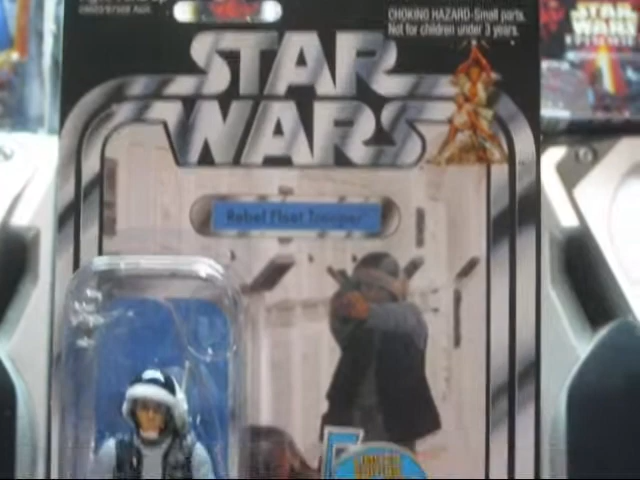 CHOKING HAZARD-Small parts.
Not for children under 3 years.
STAR
WARS
Rebel Fleet Trooper
STAR
WARS